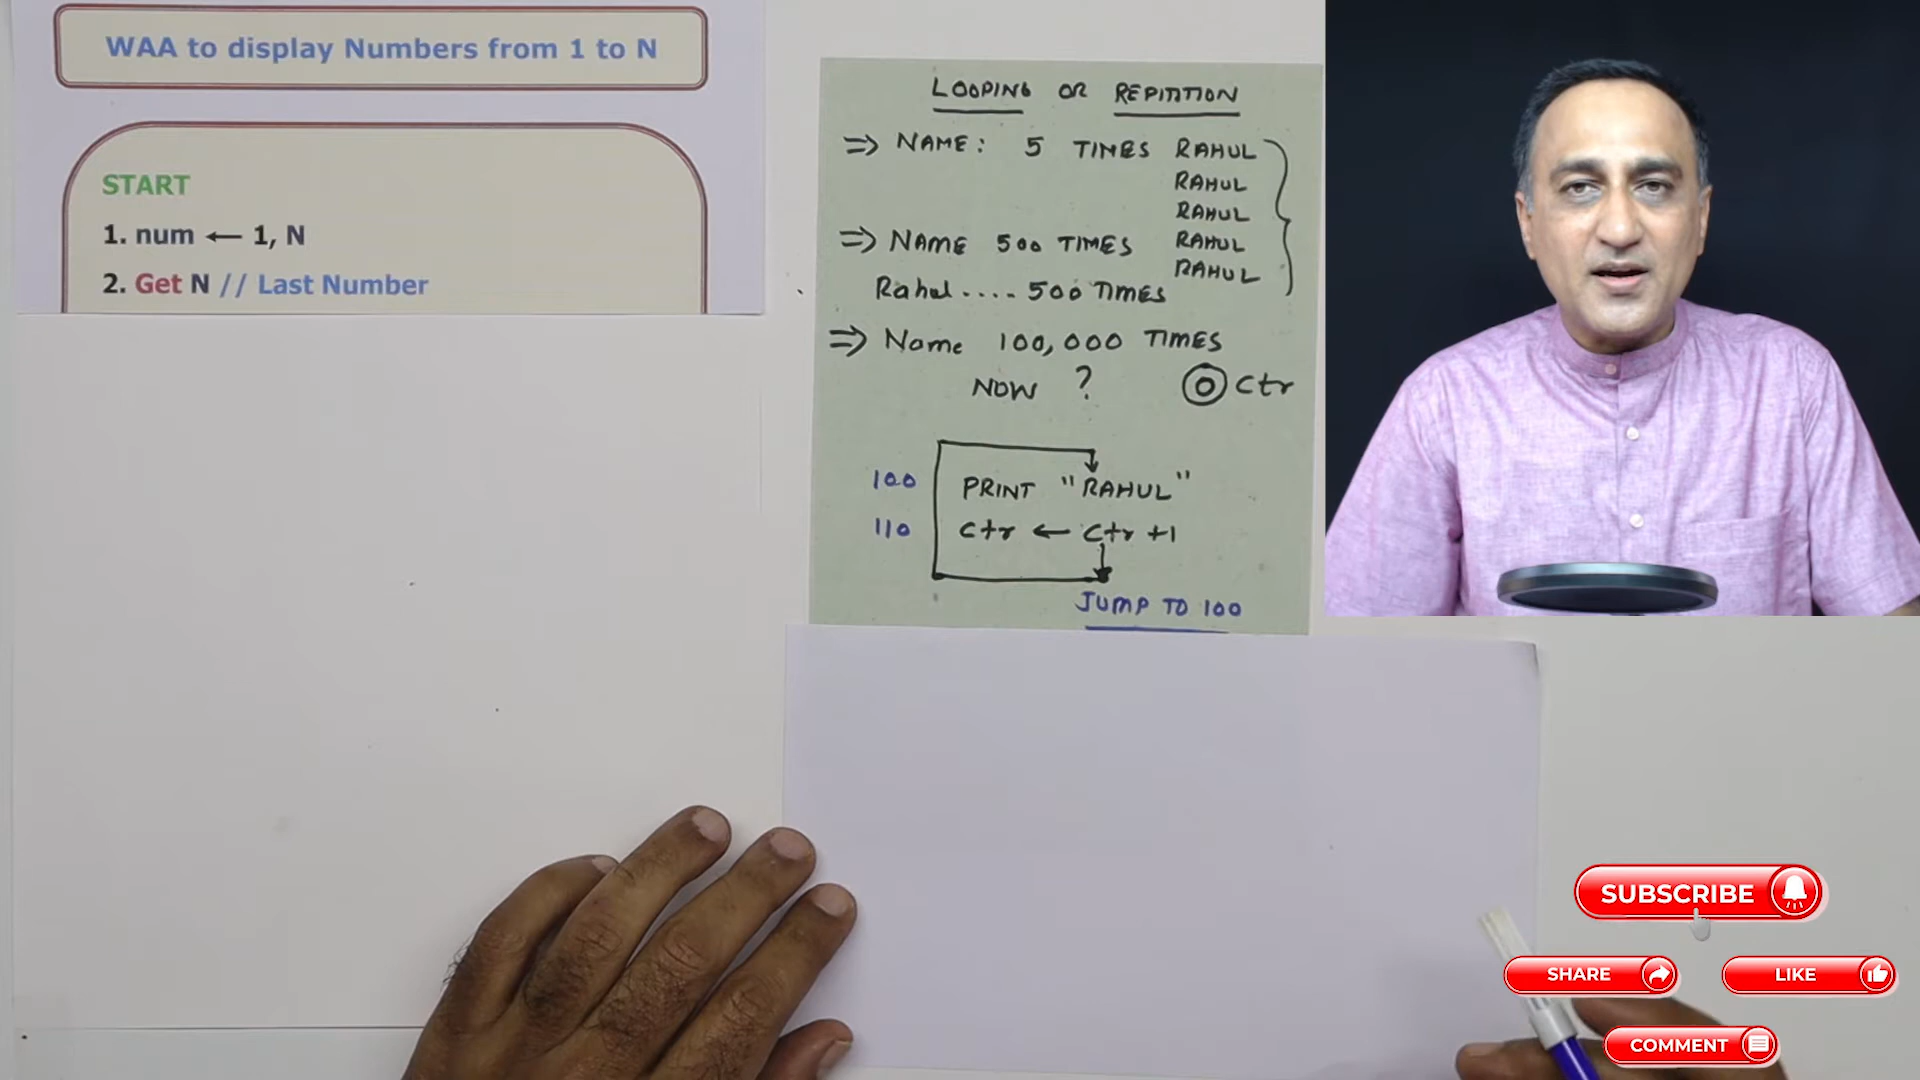 WAA to display Numbers from 1 to N
START
1. num ← 1, N
2. Get N // Last Number
LOOPING OR REPITITION
⇒ NAME: 5 TIMES RAHUL
RAHUL
RAHUL
⇒ NAME 500 TIMES RAHUL
RAHUL
Rahul .... 500 TIMES
⇒ Name 100,000 TIMES
NOW ? 0 Ctr
100 PRINT "RAHUL"
110 Ctr ← Ctr +1
JUMP TO 100
SUBSCRIBE
SHARE
LIKE
COMMENT